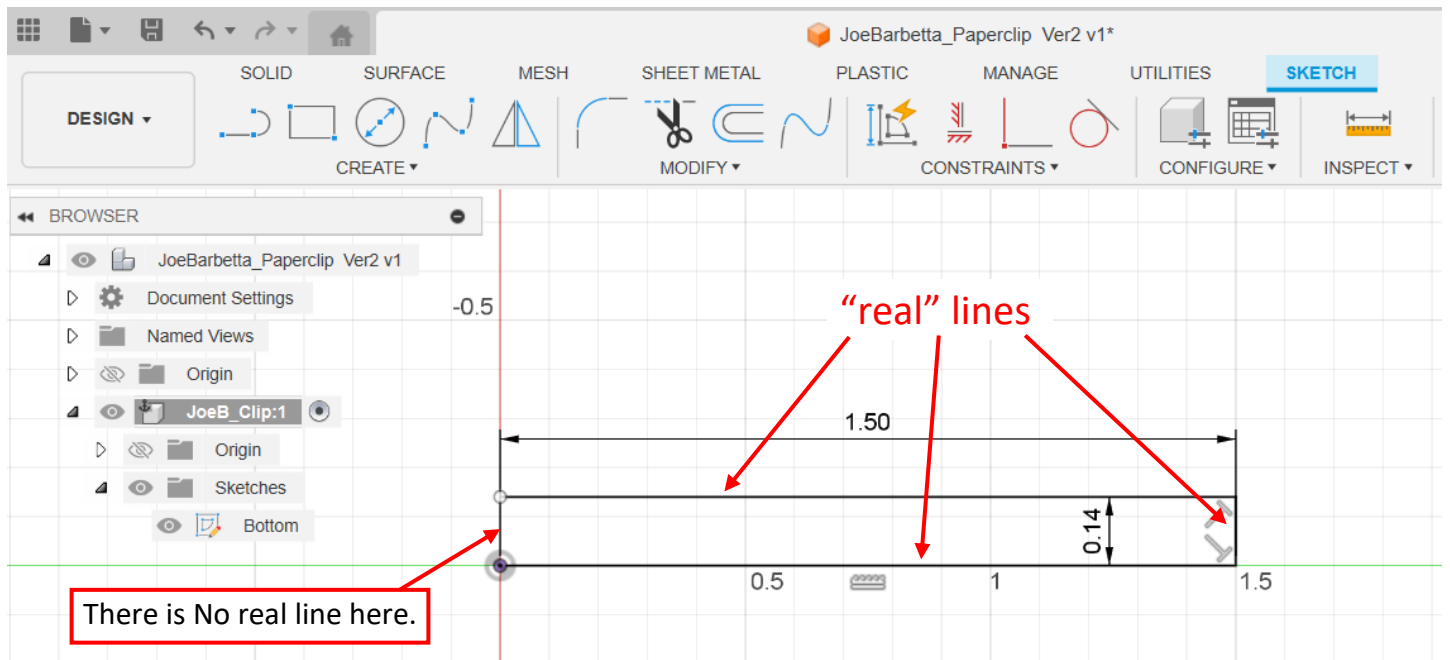 JoeBarbetta_Paperclip Ver2 v1*
SOLID SURFACE MESH SHEET METAL PLASTIC MANAGE UTILITIES SKETCH
DESIGN
CREATE MODIFY CONSTRAINTS CONFIGURE INSPECT
BROWSER
JoeBarbetta_Paperclip Ver2 v1
Document Settings
-0.5
“real” lines
Named Views
Origin
JoeB_Clip:1
1.50
Origin
Sketches
Bottom
0.14
0.5 1 1.5
There is No real line here.